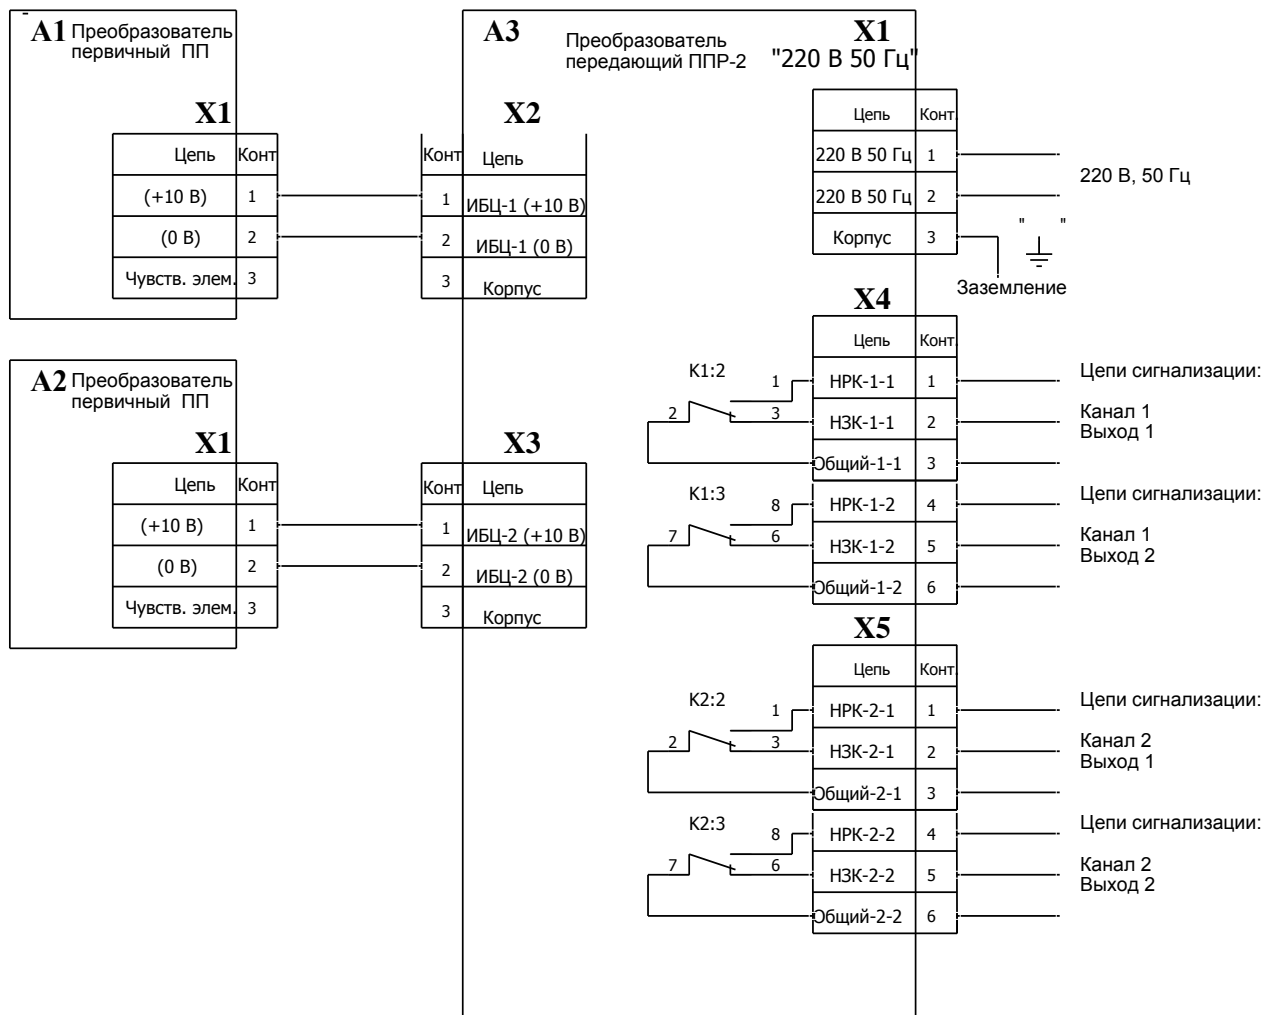 A1 Преобразователь
первичный ПП
X1
Цепь Конт
(+10 В) 1
(0 В) 2
Чувств. элем. 3
A2 Преобразователь
первичный ПП
X1
Цепь Конт
(+10 В) 1
(0 В) 2
Чувств. элем. 3
A3 Преобразователь
передающий ППР-2
X2
Конт Цепь
1 ИБЦ-1 (+10 В)
2 ИБЦ-1 (0 В)
3 Корпус
X3
Конт Цепь
1 ИБЦ-2 (+10 В)
2 ИБЦ-2 (0 В)
3 Корпус
X1
"220 В 50 Гц"
Цепь Конт.
220 В 50 Гц 1
220 В 50 Гц 2
Корпус 3
220 В, 50 Гц
" "
Заземление
X4
Цепь Конт.
K1:2
1 НРК-1-1 1
2 3 НЗК-1-1 2
Общий-1-1 3
Цепи сигнализации:
Канал 1
Выход 1
K1:3
8 НРК-1-2 4
7 6 НЗК-1-2 5
Общий-1-2 6
Цепи сигнализации:
Канал 1
Выход 2
X5
Цепь Конт.
K2:2
1 НРК-2-1 1
2 3 НЗК-2-1 2
Общий-2-1 3
Цепи сигнализации:
Канал 2
Выход 1
K2:3
8 НРК-2-2 4
7 6 НЗК-2-2 5
Общий-2-2 6
Цепи сигнализации:
Канал 2
Выход 2